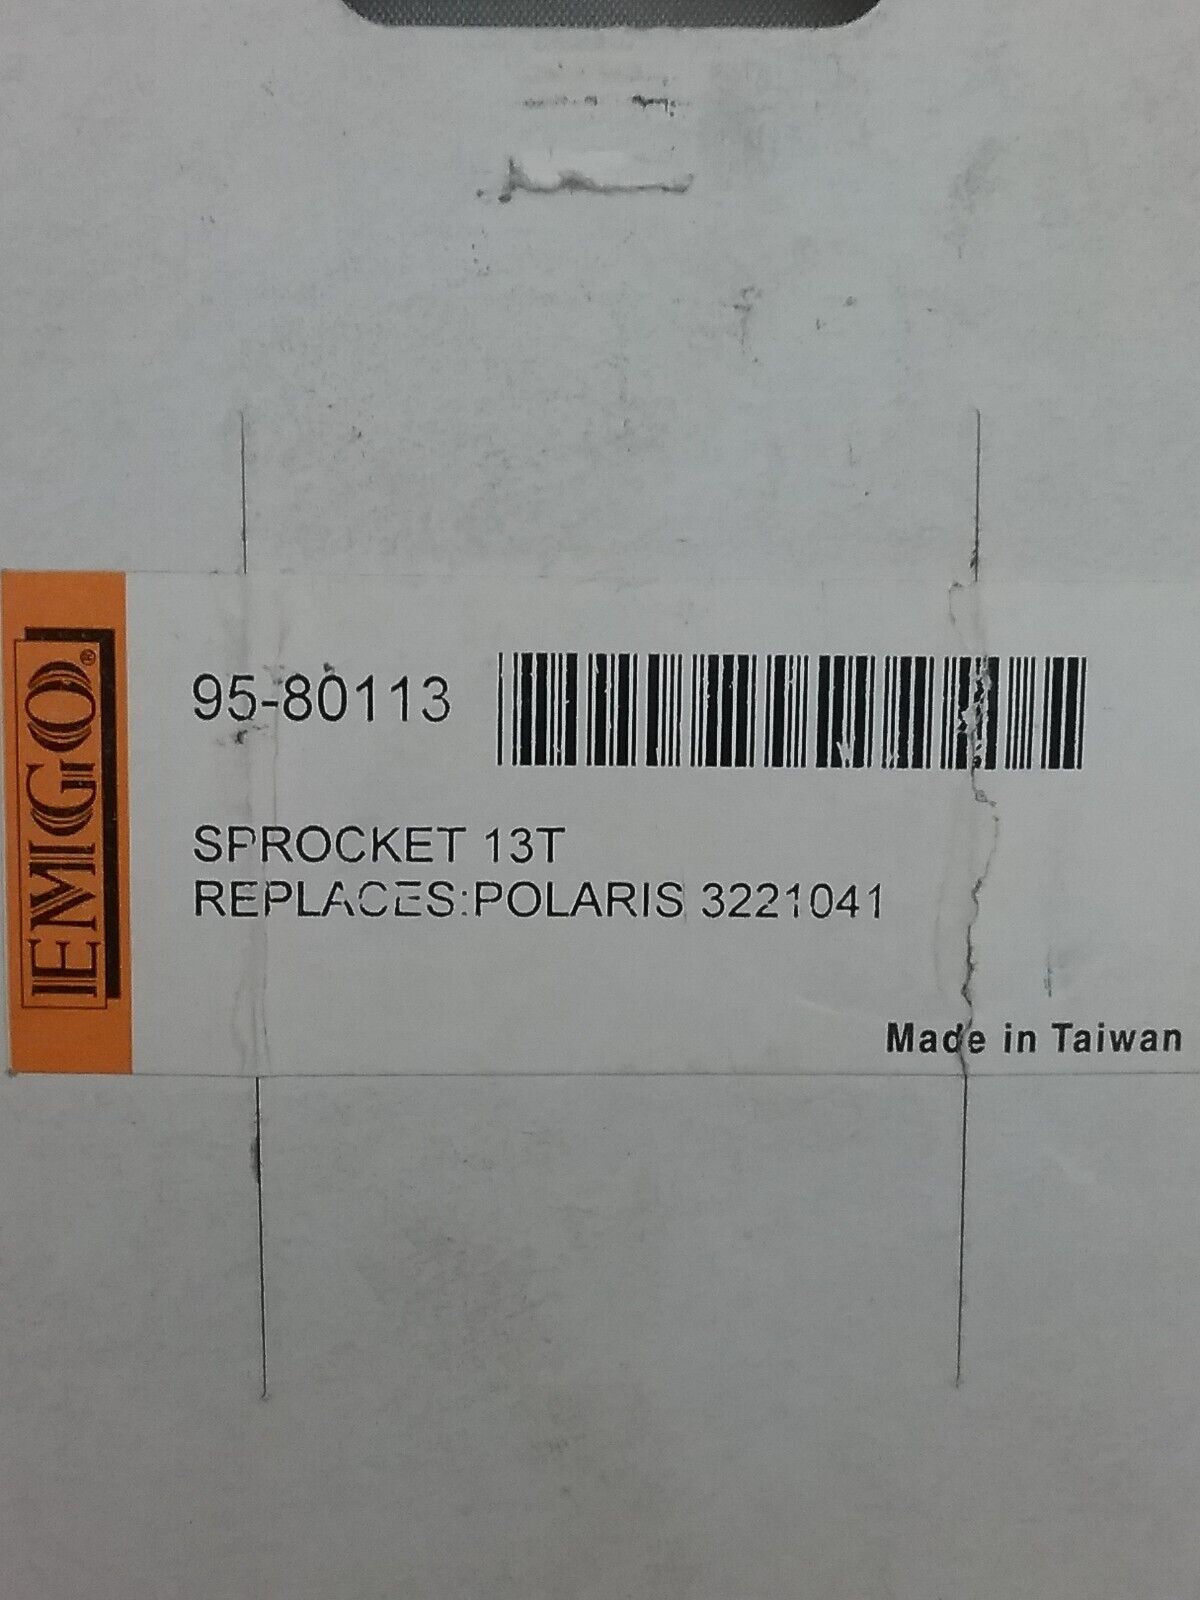 EMGO®
95-80113
SPROCKET 13T
REPLACES:POLARIS 3221041
Made in Taiwan